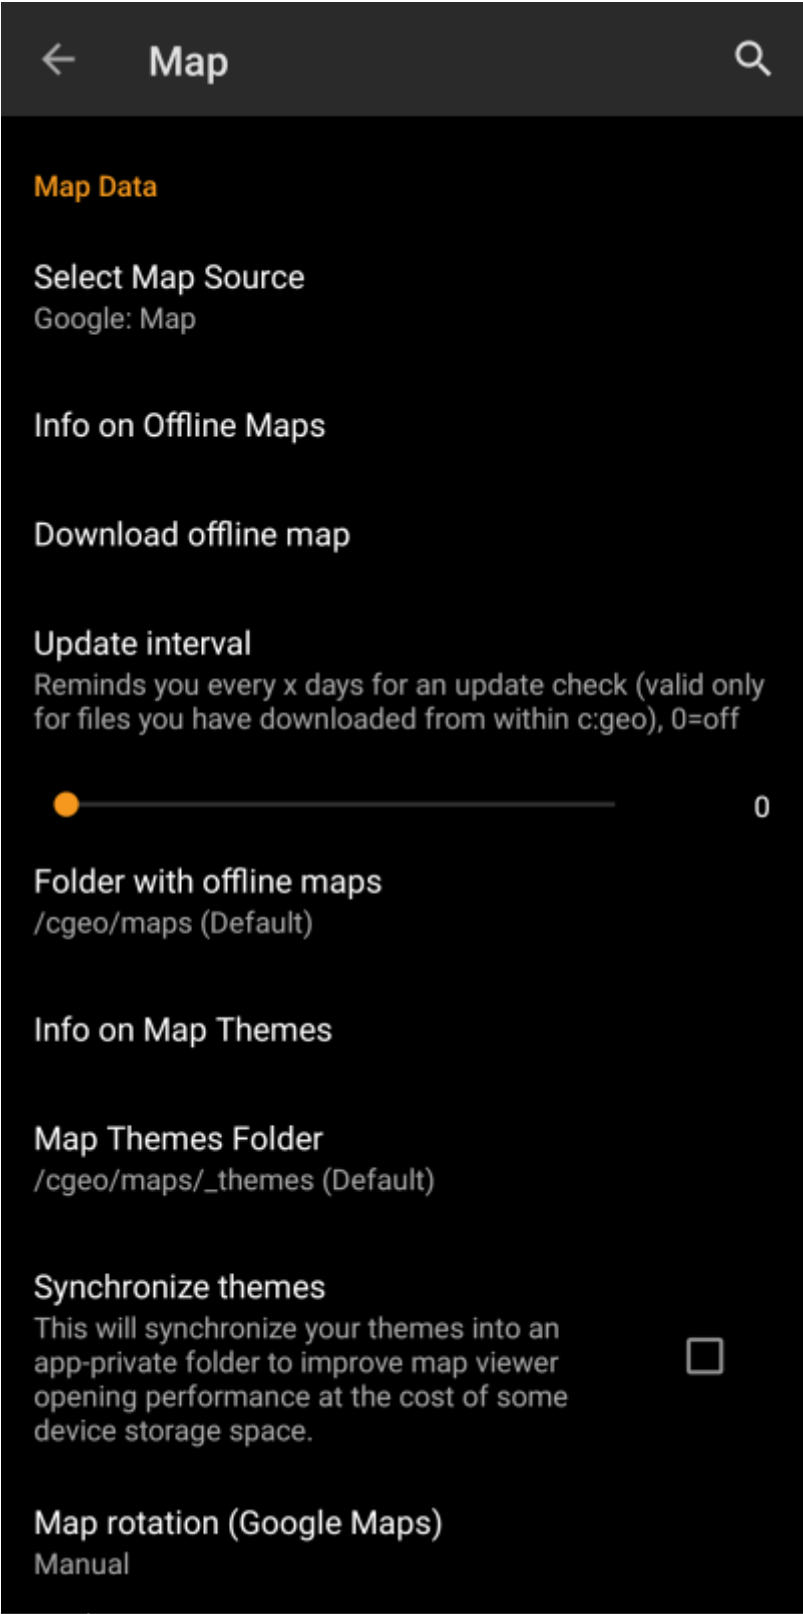 Map
Map Data
Select Map Source
Google: Map
Info on Offline Maps
Download offline map
Update interval
Reminds you every x days for an update check (valid only
for files you have downloaded from within c:geo), 0=off
0
Folder with offline maps
/cgeo/maps (Default)
Info on Map Themes
Map Themes Folder
/cgeo/maps/_themes (Default)
Synchronize themes
This will synchronize your themes into an
app-private folder to improve map viewer
opening performance at the cost of some
device storage space.
Map rotation (Google Maps)
Manual